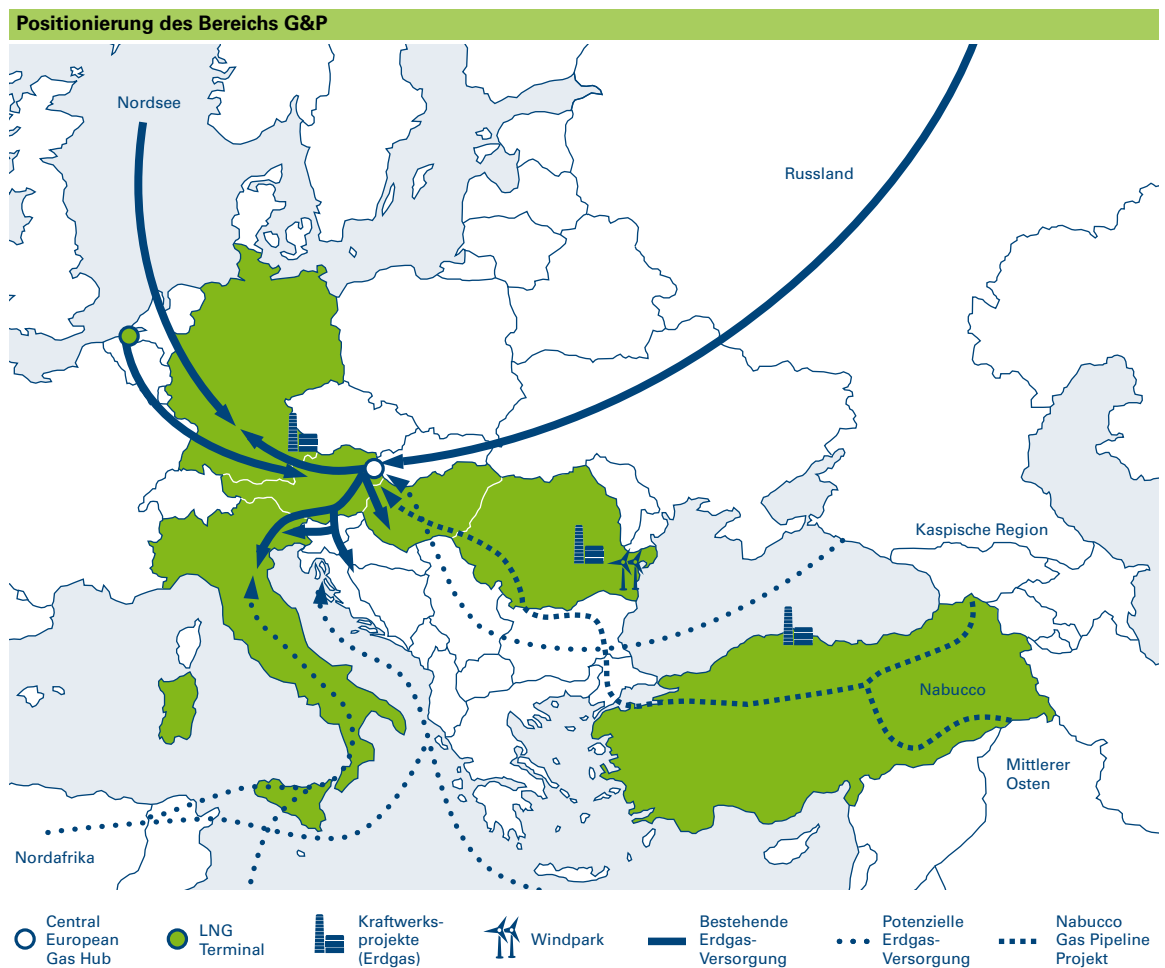 Positionierung des Bereichs G&P
Nordsee
Russland
Kaspische Region
Nabucco
Mittlerer
Osten
Nordafrika
Central
European
Gas Hub
LNG
Terminal
Kraftwerks-
projekte
(Erdgas)
Windpark
Bestehende
Erdgas-
Versorgung
Potenzielle
Erdgas-
Versorgung
Nabucco
Gas Pipeline
Projekt